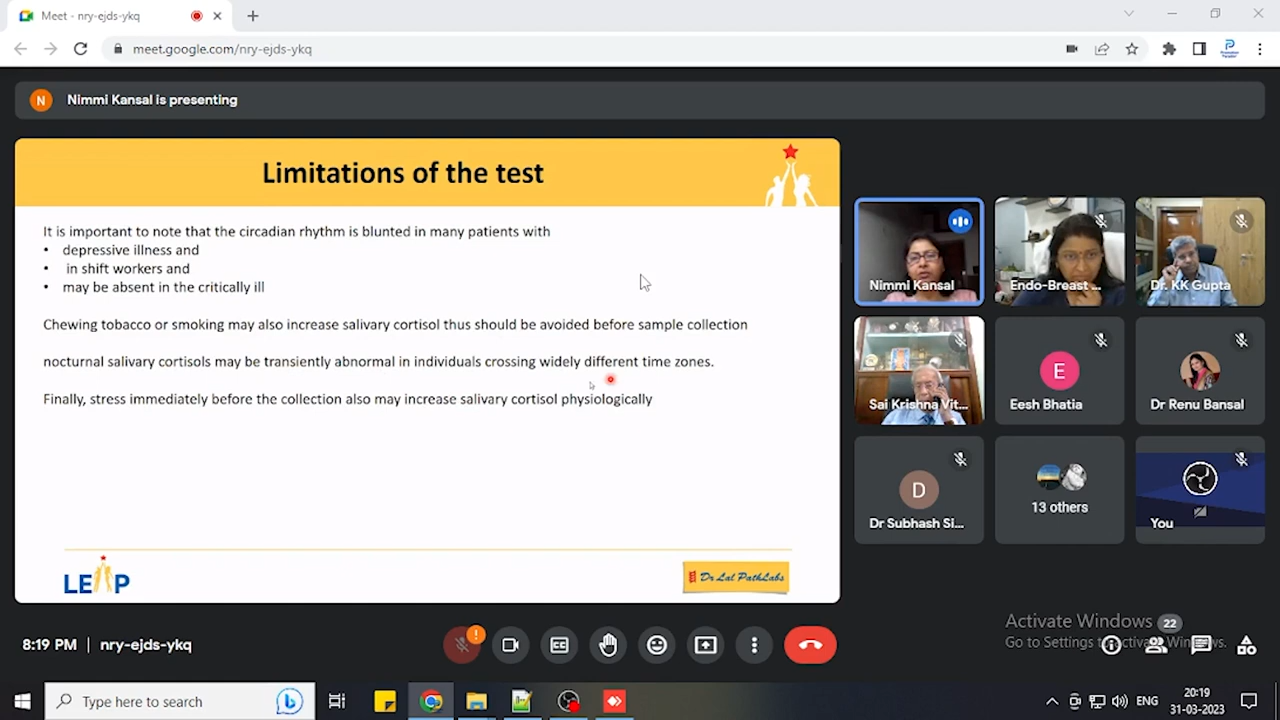 Meet - nry-ejds-ykq
meet.google.com/nry-ejds-ykq
N
Nimmi Kansal is presenting
Limitations of the test
It is important to note that the circadian rhythm is blunted in many patients with
• depressive illness and
• in shift workers and
• may be absent in the critically ill
Chewing tobacco or smoking may also increase salivary cortisol thus should be avoided before sample collection
nocturnal salivary cortisols may be transiently abnormal in individuals crossing widely different time zones.
Finally, stress immediately before the collection also may increase salivary cortisol physiologically
LEAP
Dr Lal PathLabs
Nimmi Kansal
Endo-Breast ...
Dr. KK Gupta
Sai Krishna Vit...
E
Eesh Bhatia
Dr Renu Bansal
D
Dr Subhash Si...
13 others
You
Activate Windows
Go to Settings to activate Windows.
22
8:19 PM | nry-ejds-ykq
Type here to search
ENG
20:19
31-03-2023